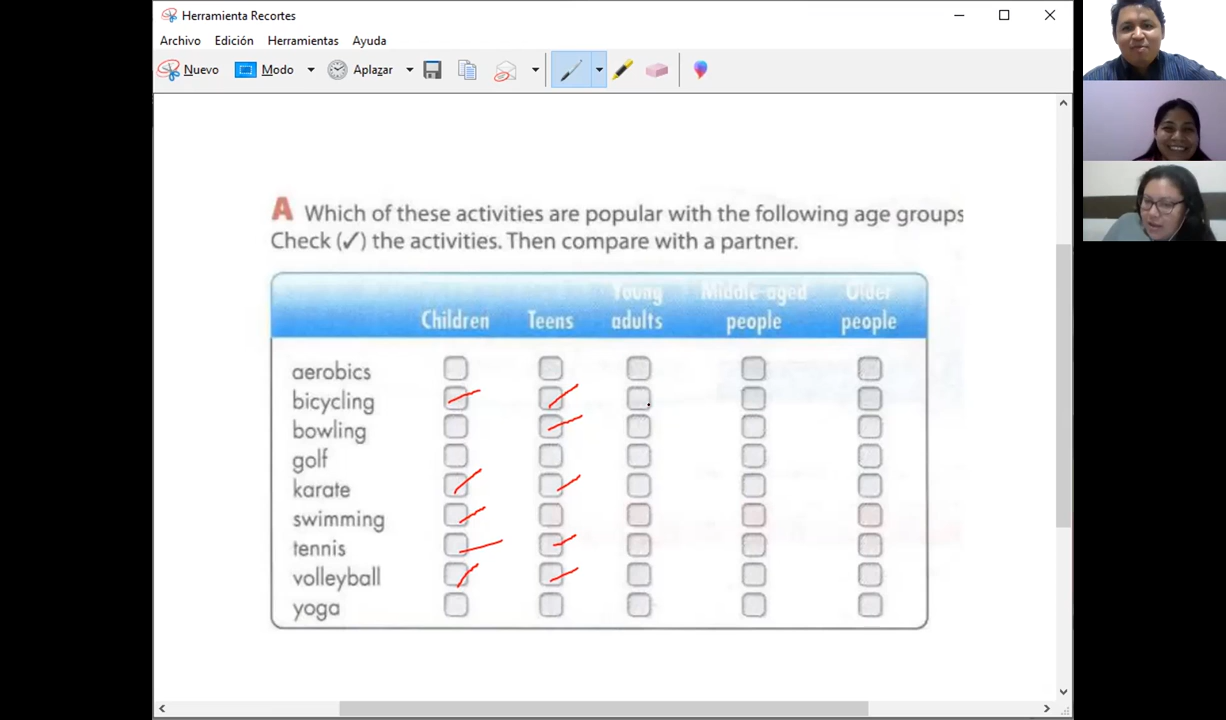 Herramienta Recortes
Archivo Edición Herramientas Ayuda
Nuevo Modo Aplazar
A Which of these activities are popular with the following age groups
Check (✓) the activities. Then compare with a partner.
Children Teens Young adults Middle-aged people Older people
aerobics
bicycling
bowling
golf
karate
swimming
tennis
volleyball
yoga